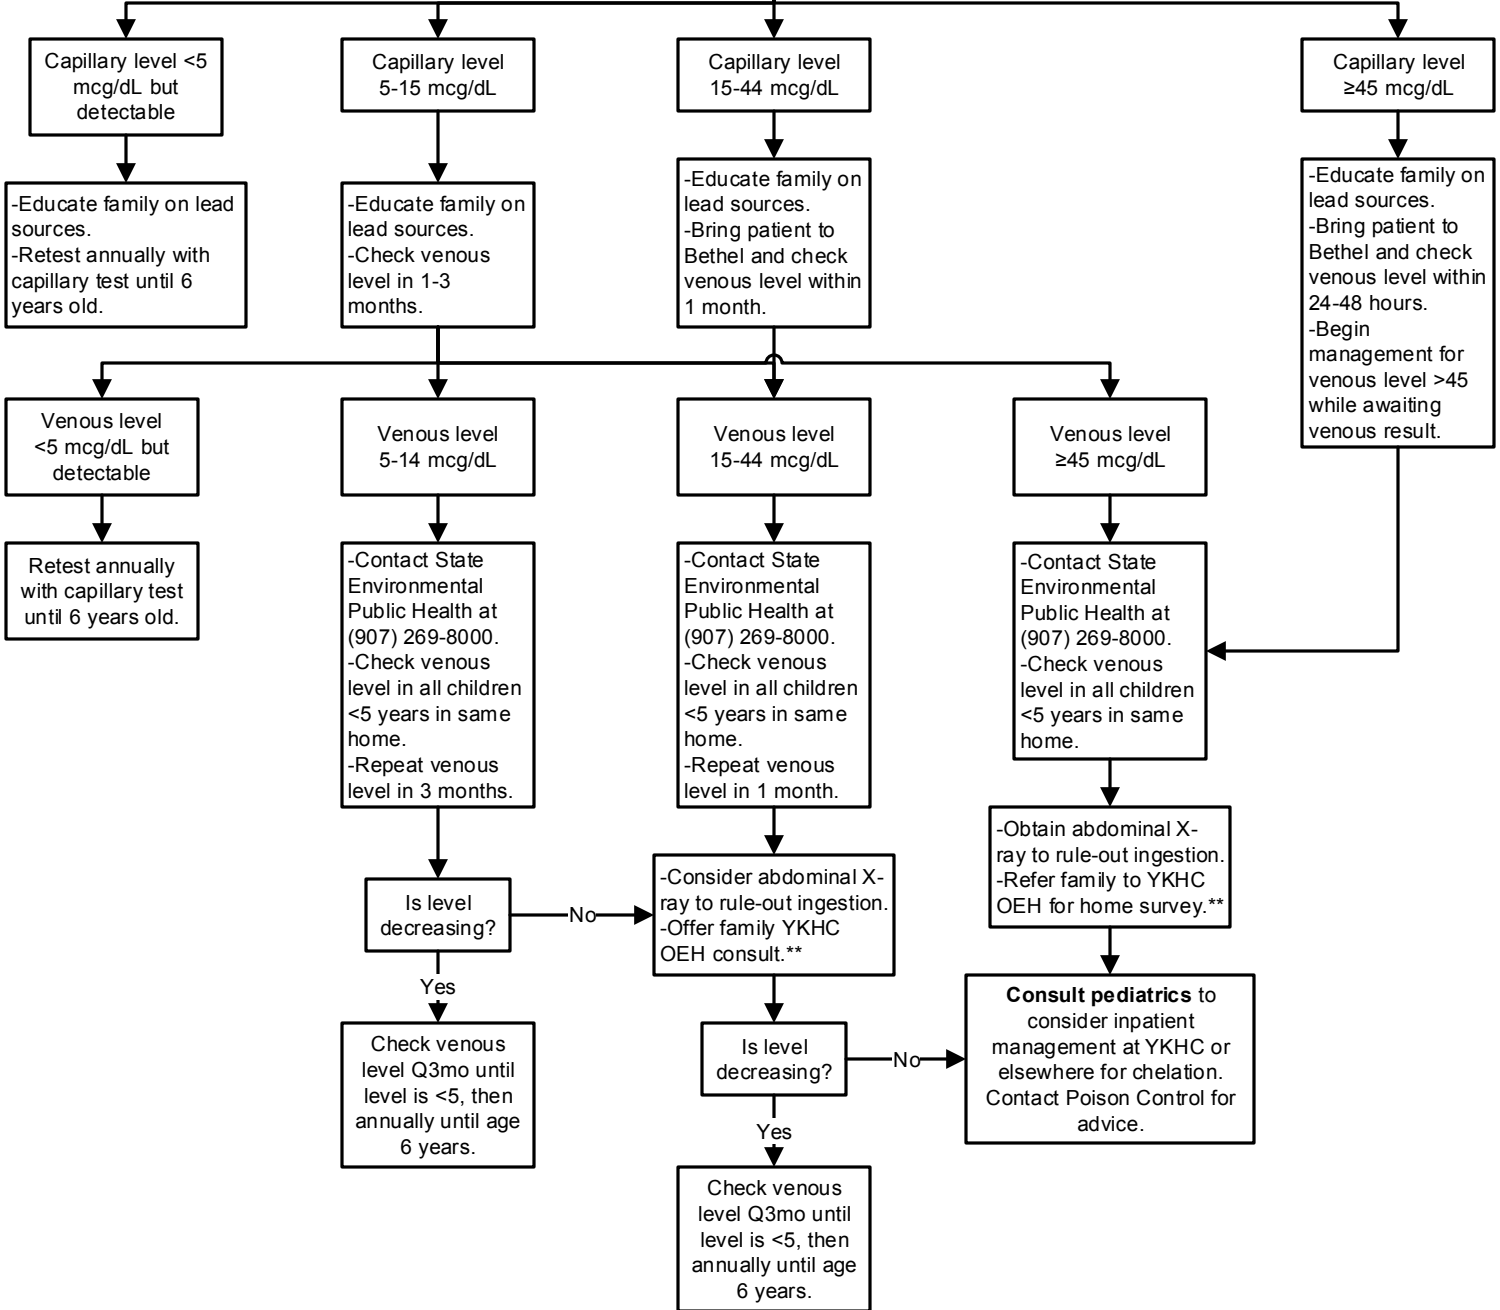 Capillary level <5
mcg/dL but
detectable
Capillary level
5-15 mcg/dL
Capillary level
15-44 mcg/dL
Capillary level
≥45 mcg/dL
-Educate family on lead
sources.
-Retest annually with
capillary test until 6
years old.
-Educate family on
lead sources.
-Check venous
level in 1-3
months.
-Educate family on
lead sources.
-Bring patient to
Bethel and check
venous level within
1 month.
-Educate family on
lead sources.
-Bring patient to
Bethel and check
venous level within
24-48 hours.
-Begin
management for
venous level >45
while awaiting
venous result.
Venous level
<5 mcg/dL but
detectable
Venous level
5-14 mcg/dL
Venous level
15-44 mcg/dL
Venous level
≥45 mcg/dL
Retest annually
with capillary test
until 6 years old.
-Contact State
Environmental
Public Health at
(907) 269-8000.
-Check venous
level in all children
<5 years in same
home.
-Repeat venous
level in 3 months.
-Contact State
Environmental
Public Health at
(907) 269-8000.
-Check venous
level in all children
<5 years in same
home.
-Repeat venous
level in 1 month.
-Contact State
Environmental
Public Health at
(907) 269-8000.
-Check venous
level in all children
<5 years in same
home.
Is level
decreasing?
No
-Consider abdominal X-
ray to rule-out ingestion.
-Offer family YKHC
OEH consult.**
-Obtain abdominal X-
ray to rule-out ingestion.
-Refer family to YKHC
OEH for home survey.**
Yes
Check venous
level Q3mo until
level is <5, then
annually until age
6 years.
Is level
decreasing?
No
Consult pediatrics to
consider inpatient
management at YKHC or
elsewhere for chelation.
Contact Poison Control for
advice.
Yes
Check venous
level Q3mo until
level is <5, then
annually until age
6 years.